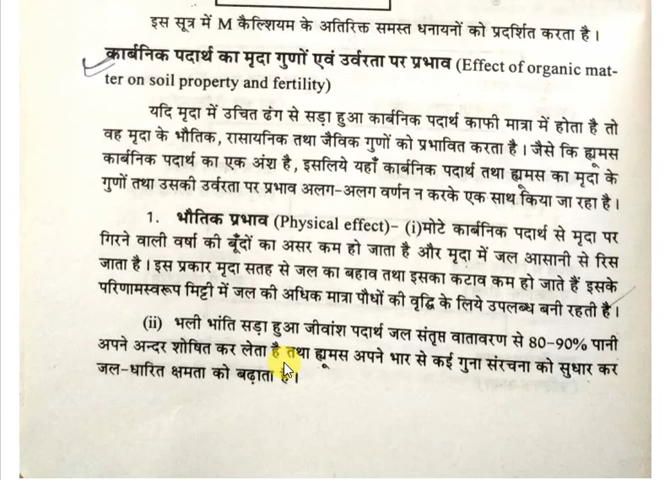 इस सूत्र में M कैल्शियम के अतिरिक्त समस्त धनायनों को प्रदर्शित करता है।
कार्बनिक पदार्थ का मृदा गुणों एवं उर्वरता पर प्रभाव (Effect of organic mat-
ter on soil property and fertility)
यदि मृदा में उचित ढंग से सड़ा हुआ कार्बनिक पदार्थ काफी मात्रा में होता है तो
वह मृदा के भौतिक, रासायनिक तथा जैविक गुणों को प्रभावित करता है। जैसे कि ह्यूमस
कार्बनिक पदार्थ का एक अंश है, इसलिये यहाँ कार्बनिक पदार्थ तथा ह्यूमस का मृदा के
गुणों तथा उसकी उर्वरता पर प्रभाव अलग-अलग वर्णन न करके एक साथ किया जा रहा है।
1. भौतिक प्रभाव (Physical effect)- (i)मोटे कार्बनिक पदार्थ से मृदा पर
गिरने वाली वर्षा की बूँदों का असर कम हो जाता है और मृदा में जल आसानी से रिस
जाता है। इस प्रकार मृदा सतह से जल का बहाव तथा इसका कटाव कम हो जाते हैं इसके
परिणामस्वरूप मिट्टी में जल की अधिक मात्रा पौधों की वृद्धि के लिये उपलब्ध बनी रहती है।
(ii) भली भांति सड़ा हुआ जीवांश पदार्थ जल संतृप्त वातावरण से 80-90% पानी
अपने अन्दर शोषित कर लेता है तथा ह्यूमस अपने भार से कई गुना संरचना को सुधार कर
जल-धारित क्षमता को बढ़ाता है।